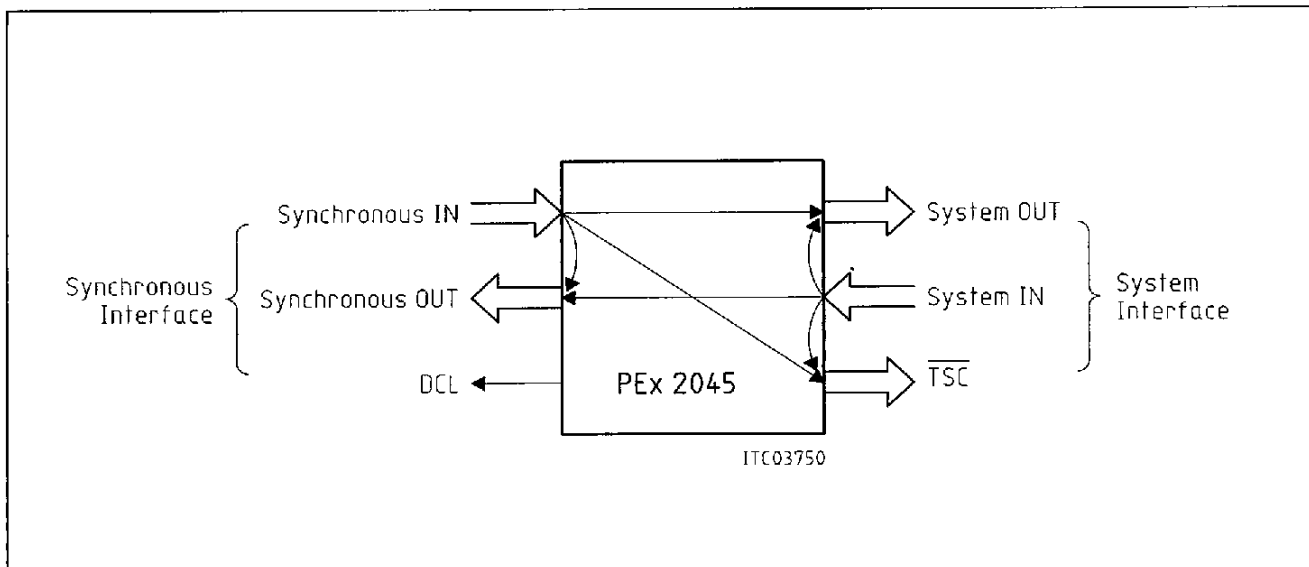 Synchronous IN
System OUT
Synchronous
Interface
Synchronous OUT
System IN
System
Interface
DCL
PEx 2045
TSC
ITC03750